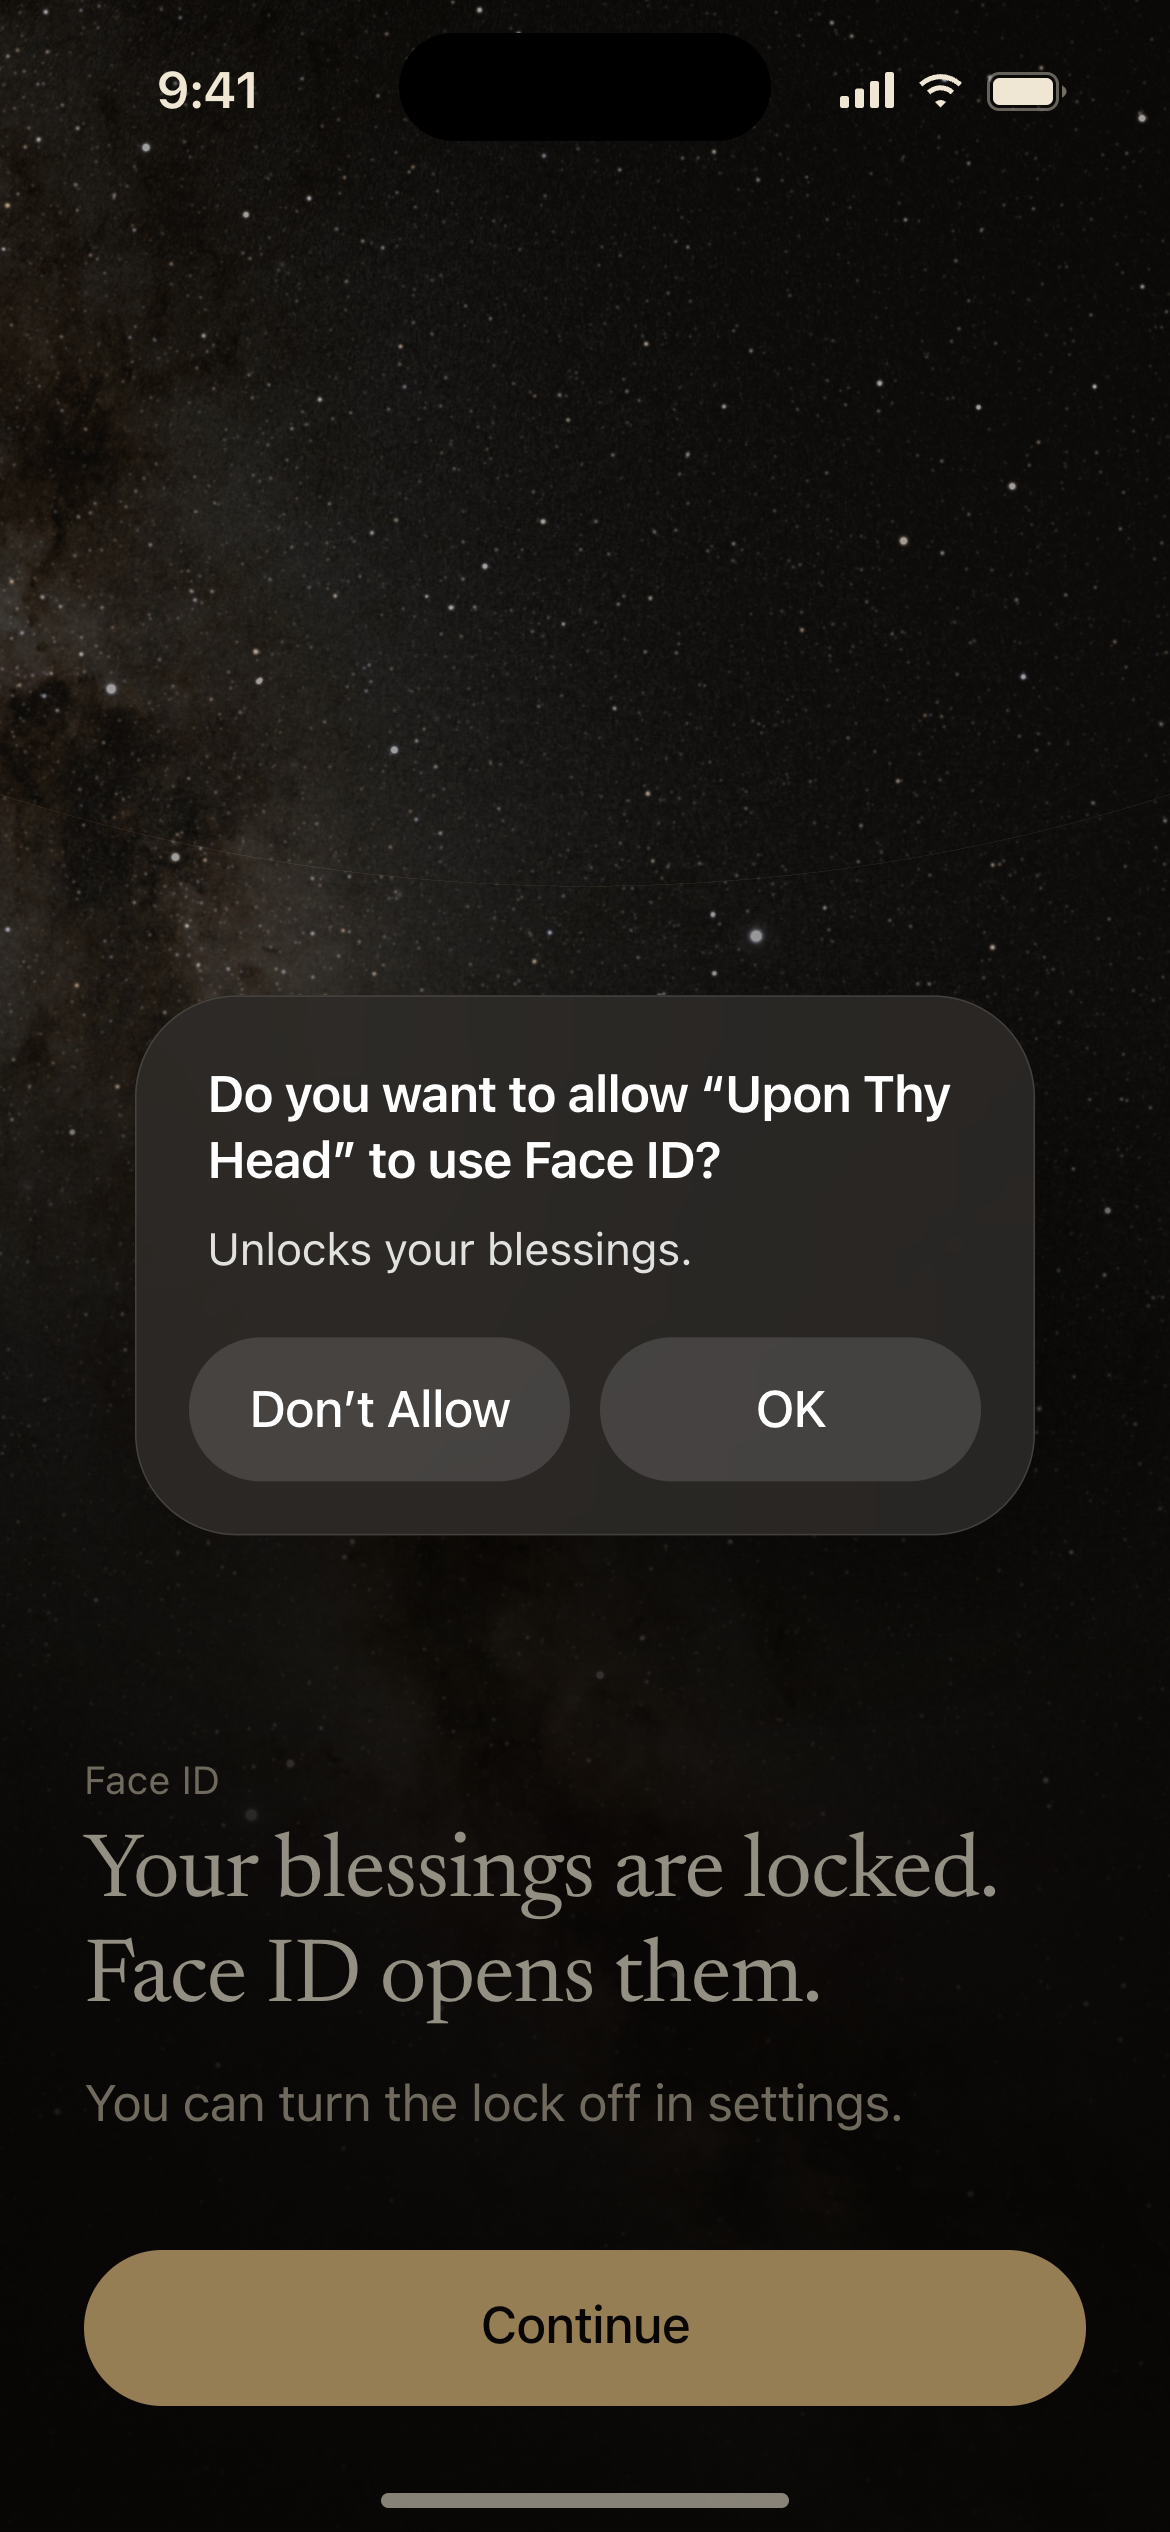 9:41
Do you want to allow “Upon Thy
Head” to use Face ID?
Unlocks your blessings.
Don’t Allow
OK
Face ID
Your blessings are locked.
Face ID opens them.
You can turn the lock off in settings.
Continue